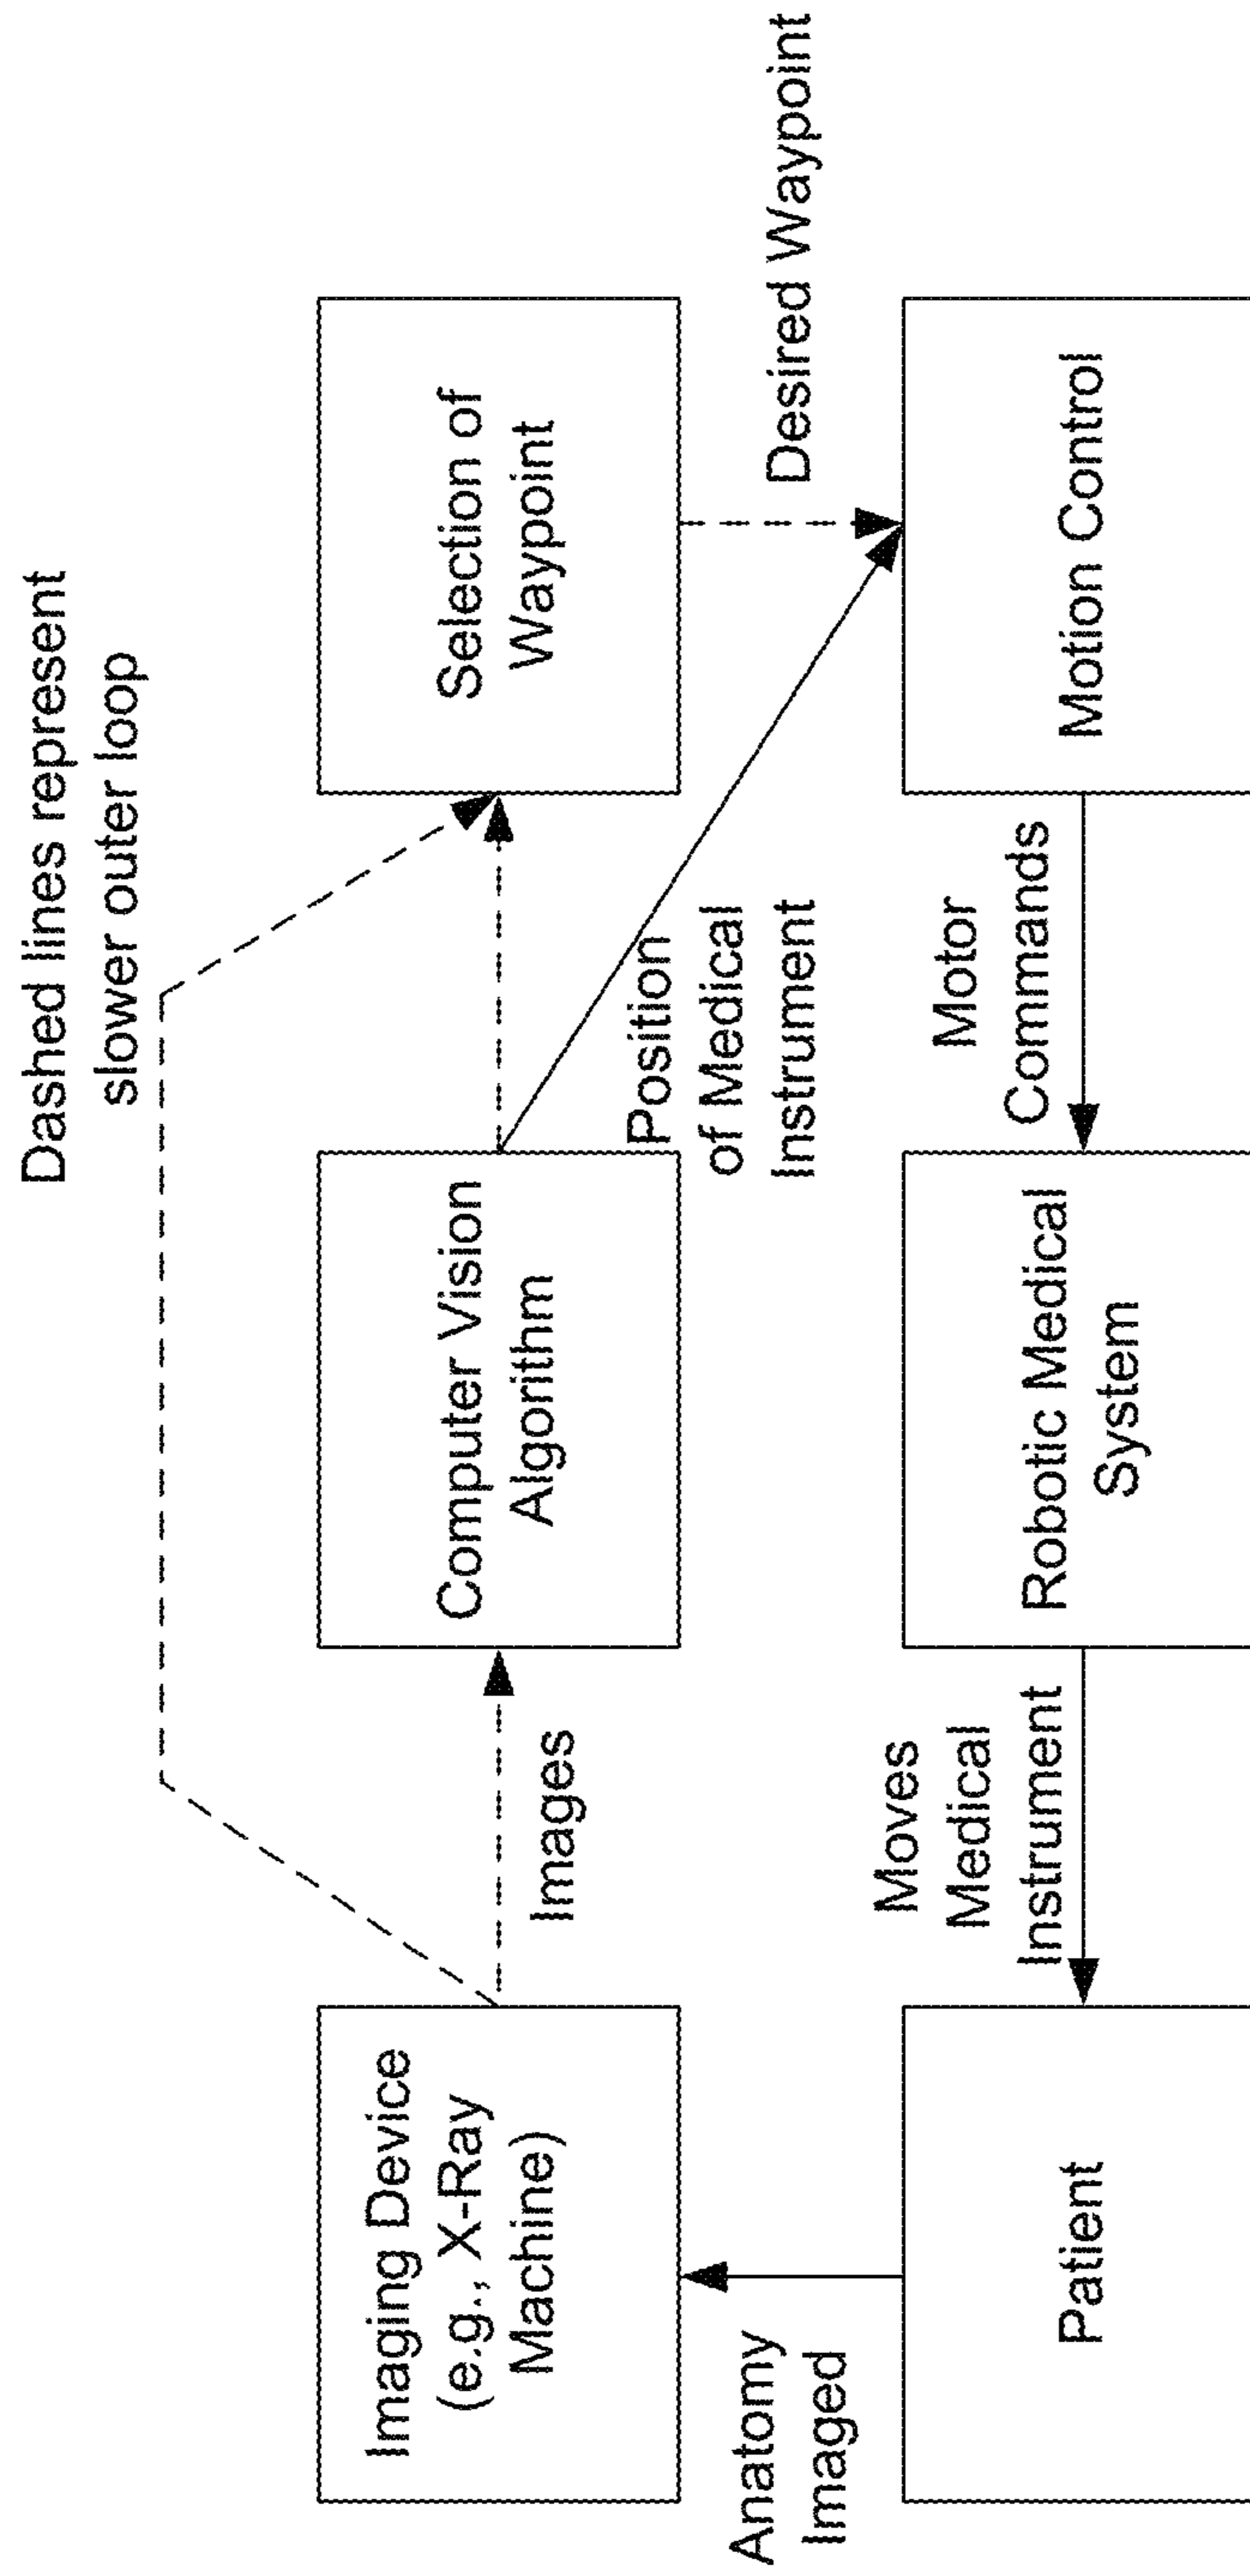 Dashed lines represent
slower outer loop
Imaging Device
(e.g., X-Ray
Machine)
Images
Computer Vision
Algorithm
Selection of
Waypoint
Anatomy
Imaged
Position
of Medical
Instrument
Desired Waypoint
Patient
Moves
Medical
Instrument
Robotic Medical
System
Motor
Commands
Motion Control